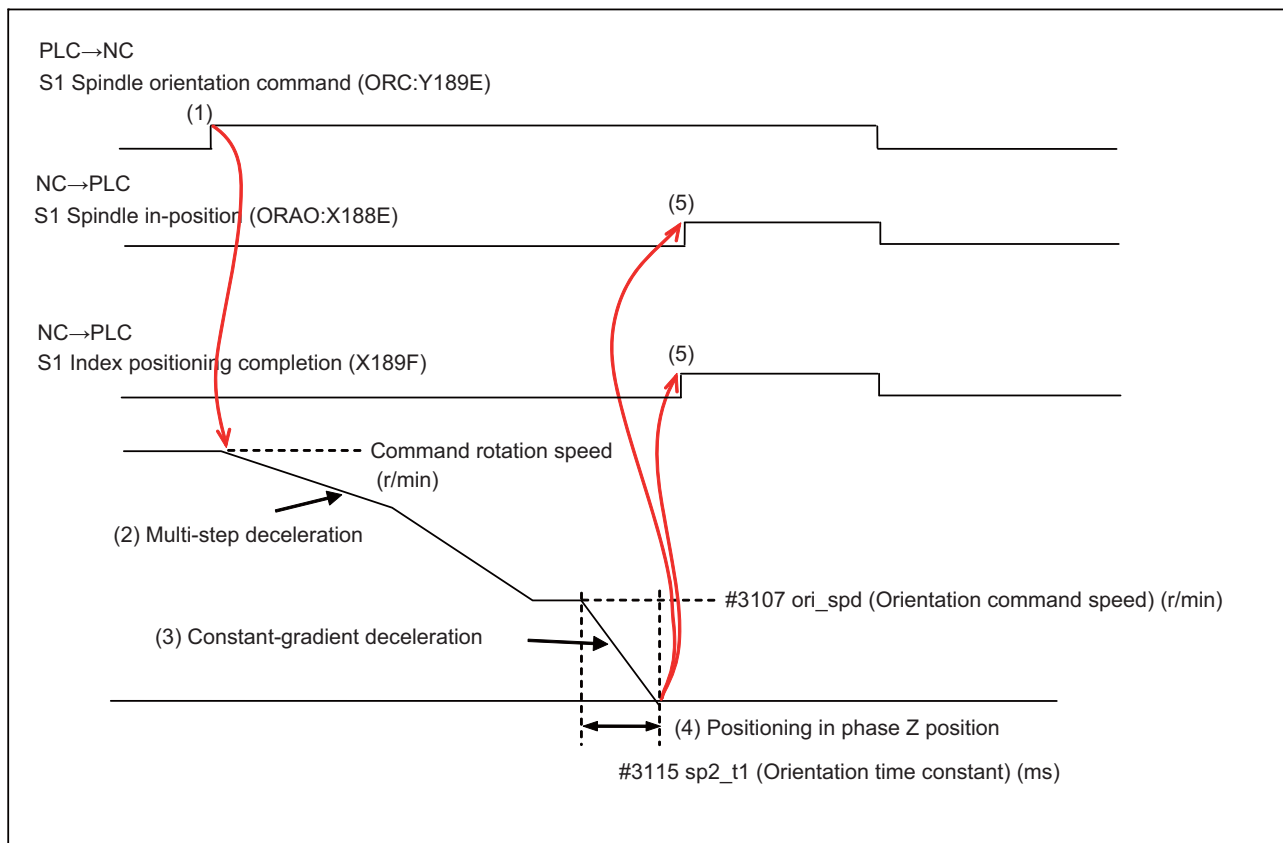 PLC→NC
S1 Spindle orientation command (ORC:Y189E)
(1)
NC→PLC
S1 Spindle in-position (ORAO:X188E)
(5)
NC→PLC
S1 Index positioning completion (X189F)
(5)
Command rotation speed
(r/min)
(2) Multi-step deceleration
#3107 ori_spd (Orientation command speed) (r/min)
(3) Constant-gradient deceleration
(4) Positioning in phase Z position
#3115 sp2_t1 (Orientation time constant) (ms)